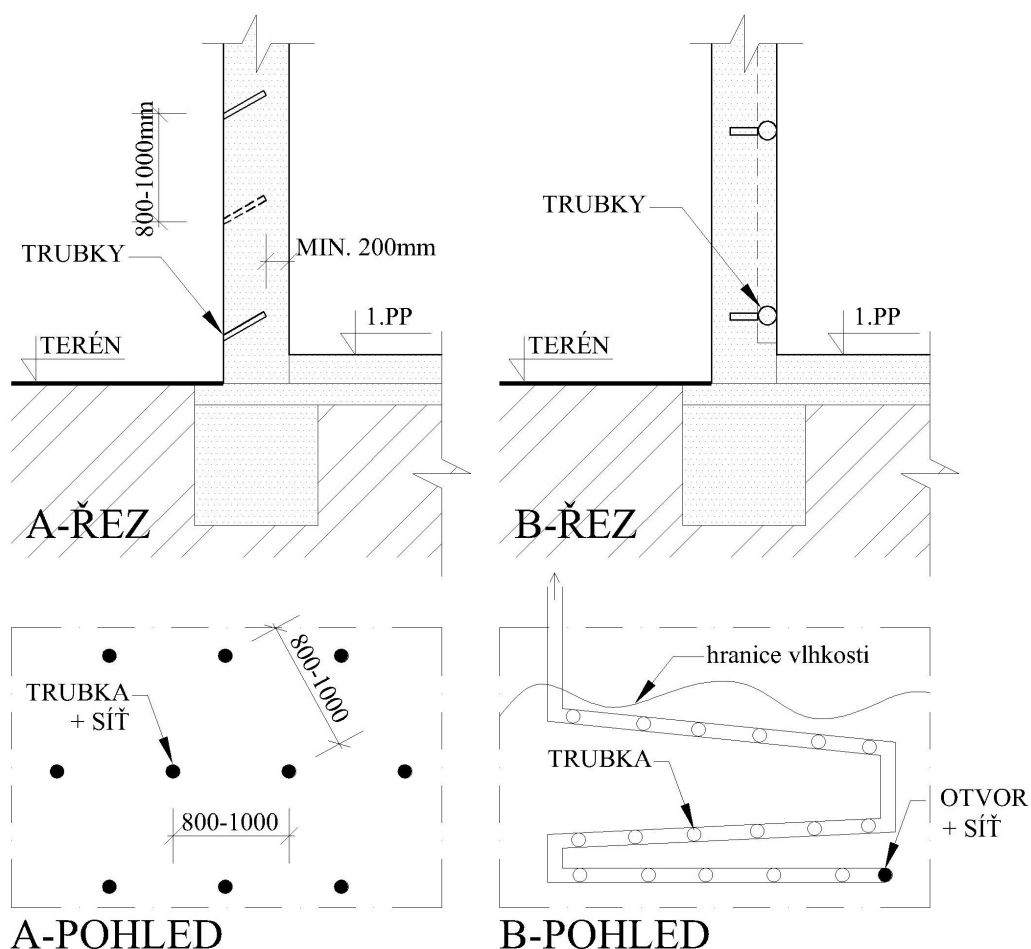 800-1000mm
TRUBKY
MIN. 200mm
1.PP
TERÉN
A-ŘEZ
TRUBKY
1.PP
TERÉN
B-ŘEZ
800-1000
TRUBKA
+ SÍŤ
800-1000
A-POHLED
hranice vlhkosti
TRUBKA
OTVOR
+ SÍŤ
B-POHLED